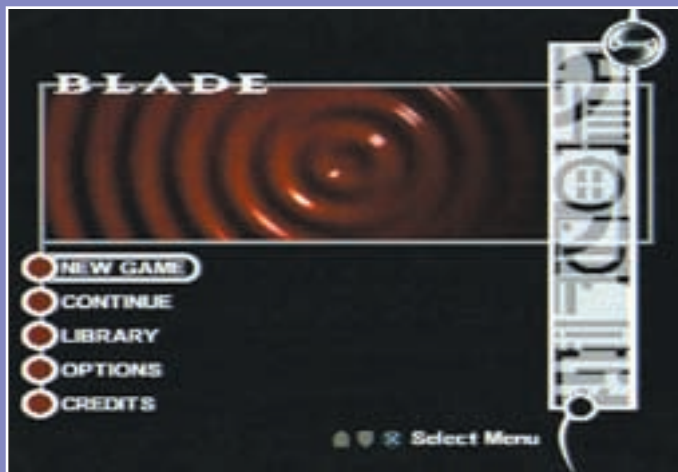 BLADE
NEW GAME
CONTINUE
LIBRARY
OPTIONS
CREDITS
Select Menu